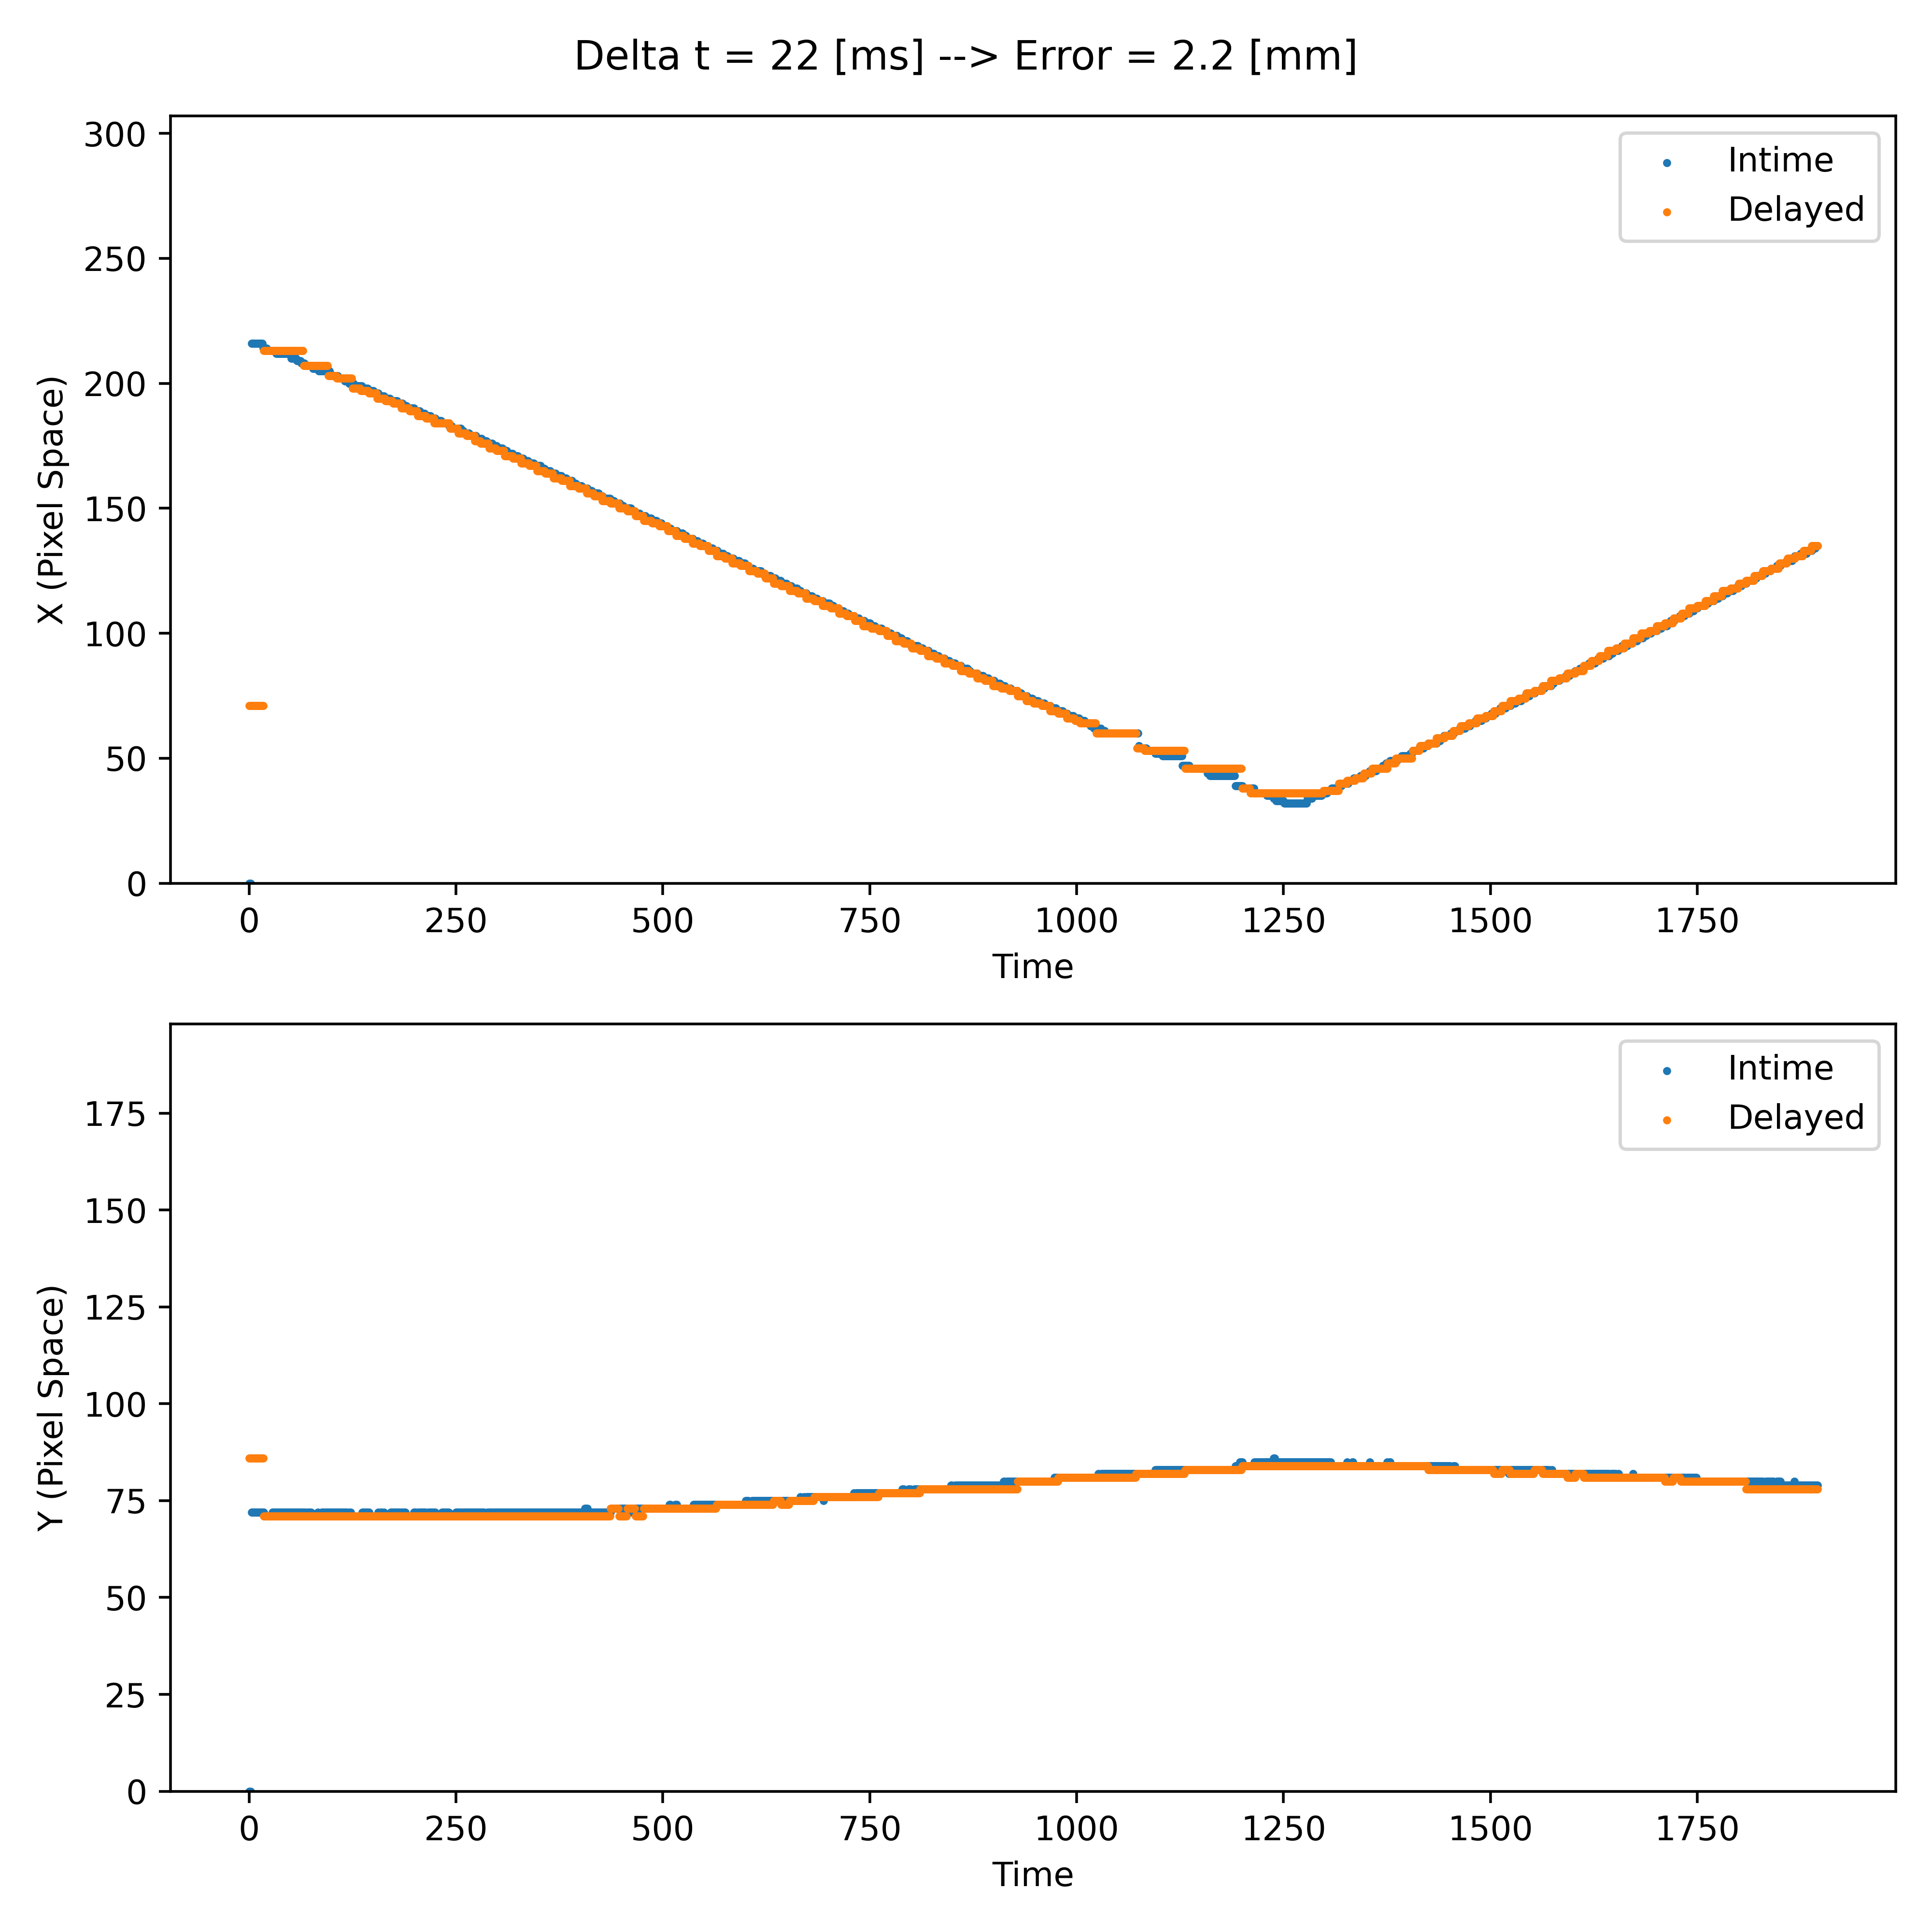 Delta t = 22 [ms] --> Error = 2.2 [mm]
300
250
200
150
100
50
0
X (Pixel Space)
Intime
Delayed
0 250 500 750 1000 1250 1500 1750
Time
175
150
125
100
75
50
25
0
Y (Pixel Space)
Intime
Delayed
0 250 500 750 1000 1250 1500 1750
Time